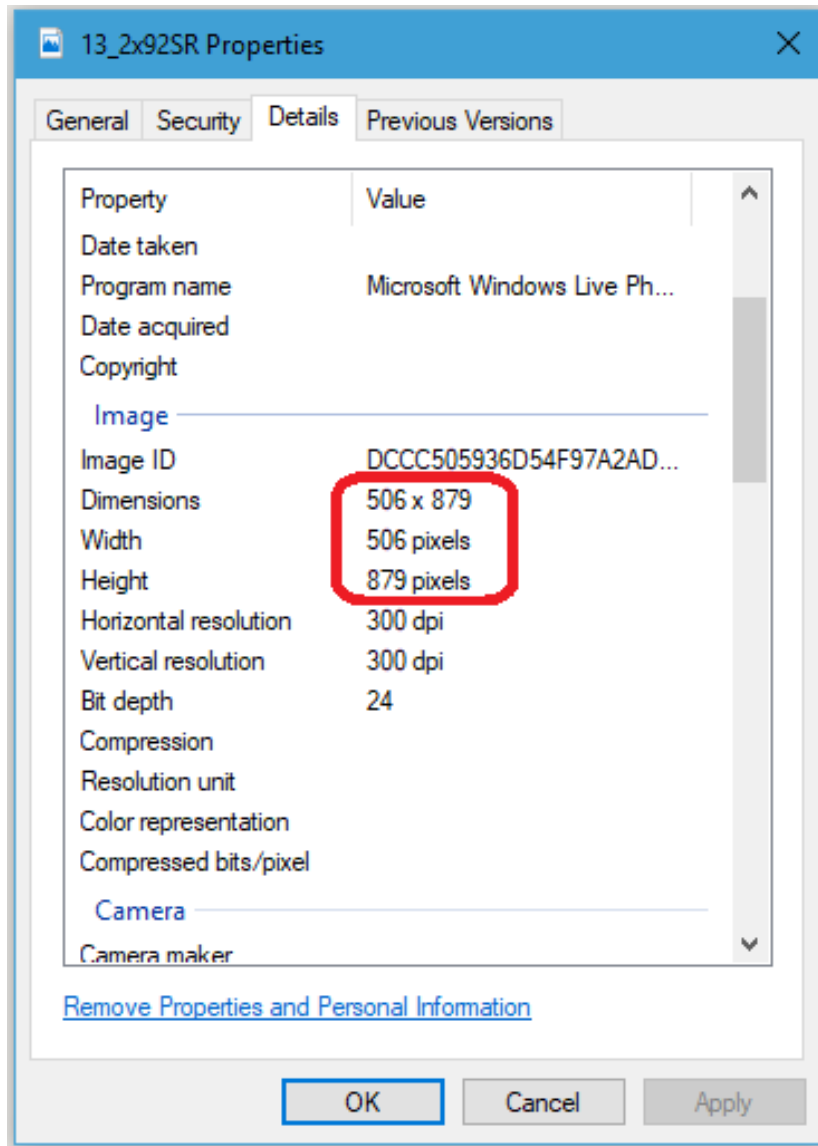 13_2x92SR Properties
General Security Details Previous Versions
Property Value
Date taken
Program name Microsoft Windows Live Ph...
Date acquired
Copyright
Image
Image ID DCCC505936D54F97A2AD...
Dimensions 506 x 879
Width 506 pixels
Height 879 pixels
Horizontal resolution 300 dpi
Vertical resolution 300 dpi
Bit depth 24
Compression
Resolution unit
Color representation
Compressed bits/pixel
Camera
Camera maker
Remove Properties and Personal Information
OK Cancel Apply